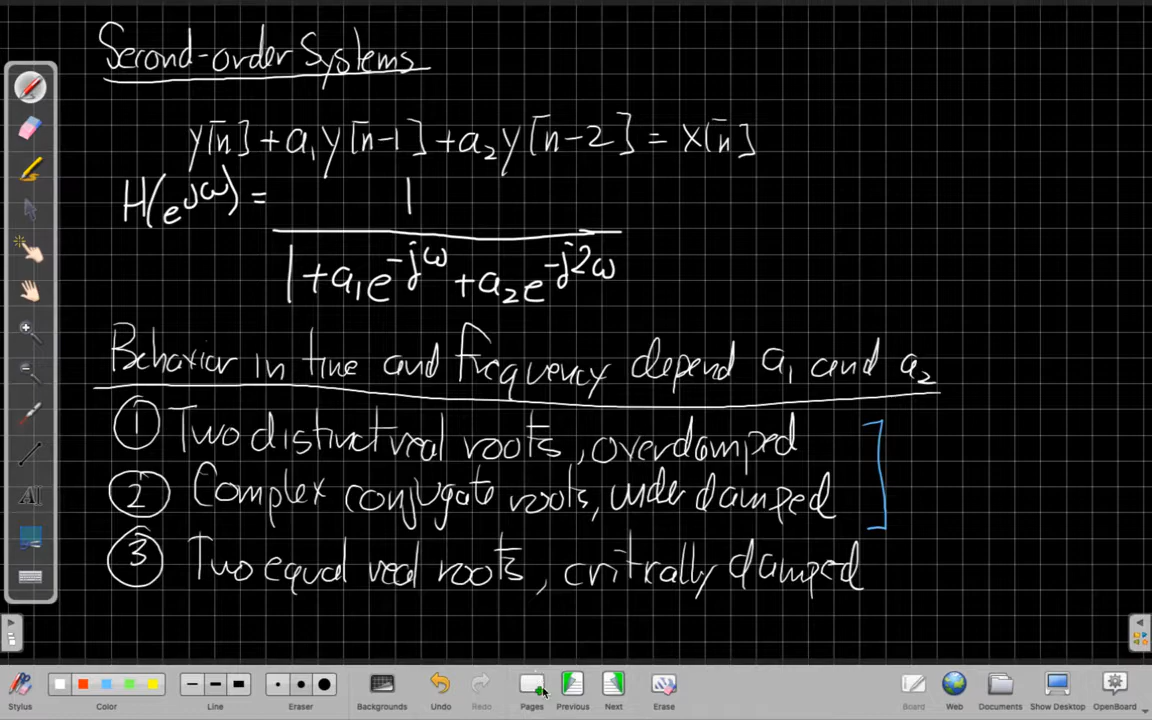 Second-order Systems
y[n] + a₁y[n-1] + a₂y[n-2] = x[n]
H(e^jω) = 1
1 + a₁e^-jω + a₂e^-j2ω
Behavior in time and frequency depend a₁ and a₂
① Two distinct real roots, overdamped
② Complex conjugate roots, underdamped
③ Two equal real roots, critrally damped
Stylus Color Line Eraser Backgrounds Undo Redo Pages Previous Next Erase Board Web Documents Show Desktop OpenBoard